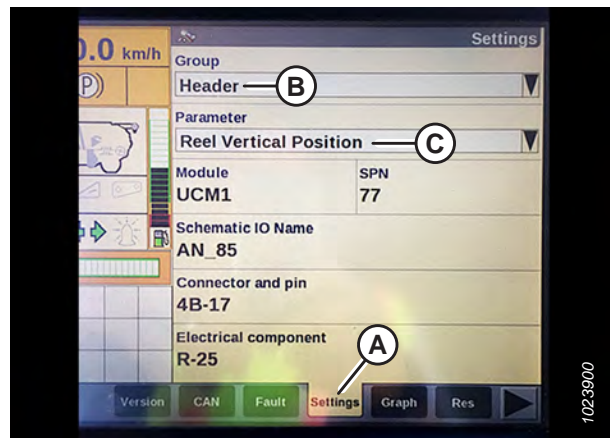 0.0 km/h
Settings
(P)
Group
Header
B
Parameter
Reel Vertical Position
C
Module
SPN
UCM1
77
Schematic IO Name
AN_85
Connector and pin
4B-17
Electrical component
R-25
A
Version CAN Fault Settings Graph Res
1023900